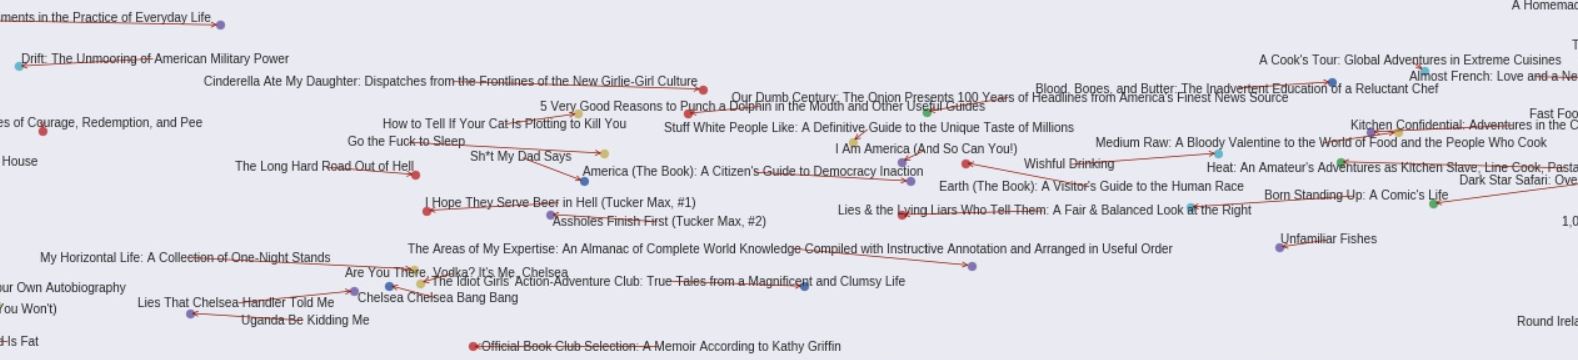 A Homemad
ments in the Practice of Everyday Life
Drift: The Unmooring of American Military Power
A Cook's Tour: Global Adventures in Extreme Cuisines
Almost French: Love and a Ne
Cinderella Ate My Daughter: Dispatches from the Frontlines of the New Girlie-Girl Culture
Blood, Bones, and Butter: The Inadvertent Education of a Reluctant Chef
Our Dumb Century: The Onion Presents 100 Years of Headlines from America's Finest News Source
5 Very Good Reasons to Punch a Dolphin in the Mouth and Other Useful Guides
Fast Foo
es of Courage, Redemption, and Pee
How to Tell If Your Cat Is Plotting to Kill You
Stuff White People Like: A Definitive Guide to the Unique Taste of Millions
Kitchen Confidential: Adventures in the C
Go the Fuck to Sleep
Medium Raw: A Bloody Valentine to the World of Food and the People Who Cook
I Am America (And So Can You!)
Sh*t My Dad Says
House
Wishful Drinking
The Long Hard Road Out of Hell
Heat: An Amateur's Adventures as Kitchen Slave, Line Cook, Pasta
America (The Book): A Citizen's Guide to Democracy Inaction
Dark Star Safari: Ove
Earth (The Book): A Visitor's Guide to the Human Race
Born Standing Up: A Comic's Life
I Hope They Serve Beer in Hell (Tucker Max, #1)
Lies & the Lying Liars Who Tell Them: A Fair & Balanced Look at the Right
Assholes Finish First (Tucker Max, #2)
1,0
Unfamiliar Fishes
The Areas of My Expertise: An Almanac of Complete World Knowledge Compiled with Instructive Annotation and Arranged in Useful Order
My Horizontal Life: A Collection of One-Night Stands
Are You There, Vodka? It's Me, Chelsea
The Idiot Girls' Action-Adventure Club: True Tales from a Magnificent and Clumsy Life
our Own Autobiography
Chelsea Chelsea Bang Bang
Lies That Chelsea Handler Told Me
You Won't)
Uganda Be Kidding Me
Round Irela
Is Fat
Official Book Club Selection: A Memoir According to Kathy Griffin